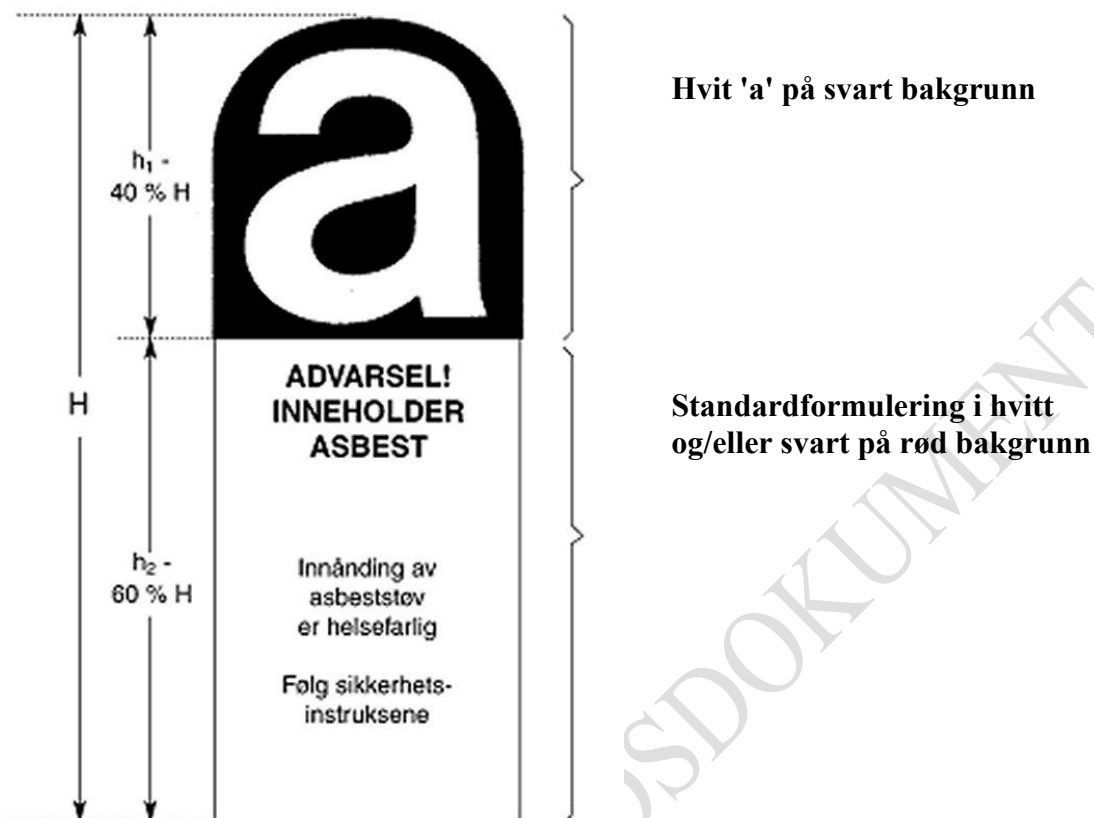 a
Hvit 'a' på svart bakgrunn
h₁ -
40 % H
H
ADVARSEL!
INNEHOLDER
ASBEST
Standardformulering i hvitt
og/eller svart på rød bakgrunn
h₂ -
60 % H
Innånding av
asbeststøv
er helsefarlig
Følg sikkerhets-
instruksene